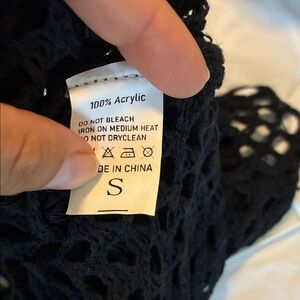 100% Acrylic
DO NOT BLEACH
IRON ON MEDIUM HEAT
DO NOT DRYCLEAN
DE IN CHINA
S